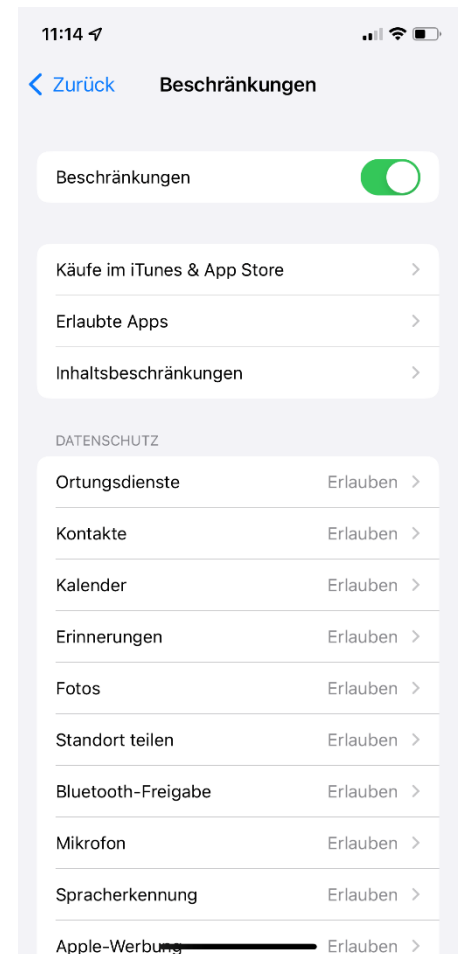 11:14
Zurück Beschränkungen
Beschränkungen
Käufe im iTunes & App Store
Erlaubte Apps
Inhaltsbeschränkungen
DATENSCHUTZ
Ortungsdienste Erlauben
Kontakte Erlauben
Kalender Erlauben
Erinnerungen Erlauben
Fotos Erlauben
Standort teilen Erlauben
Bluetooth-Freigabe Erlauben
Mikrofon Erlauben
Spracherkennung Erlauben
Apple-Werbung Erlauben